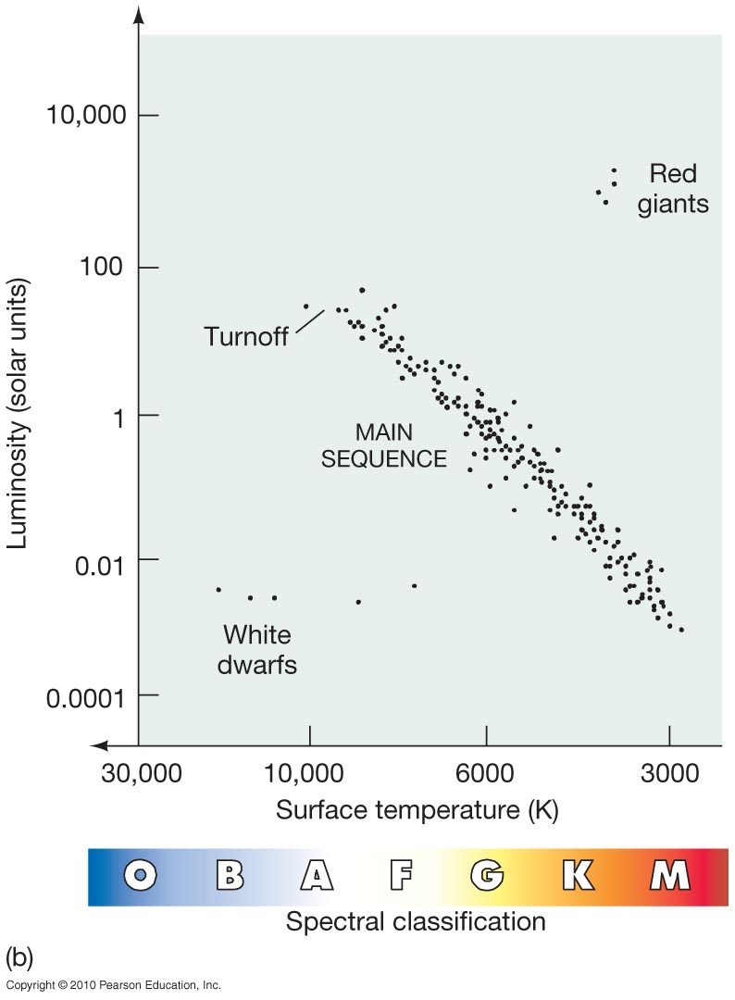 10,000
Red
giants
100
Turnoff
Luminosity (solar units)
1
MAIN
SEQUENCE
0.01
White
dwarfs
0.0001
30,000 10,000 6000 3000
Surface temperature (K)
O B A F G K M
Spectral classification
(b)
Copyright © 2010 Pearson Education, Inc.